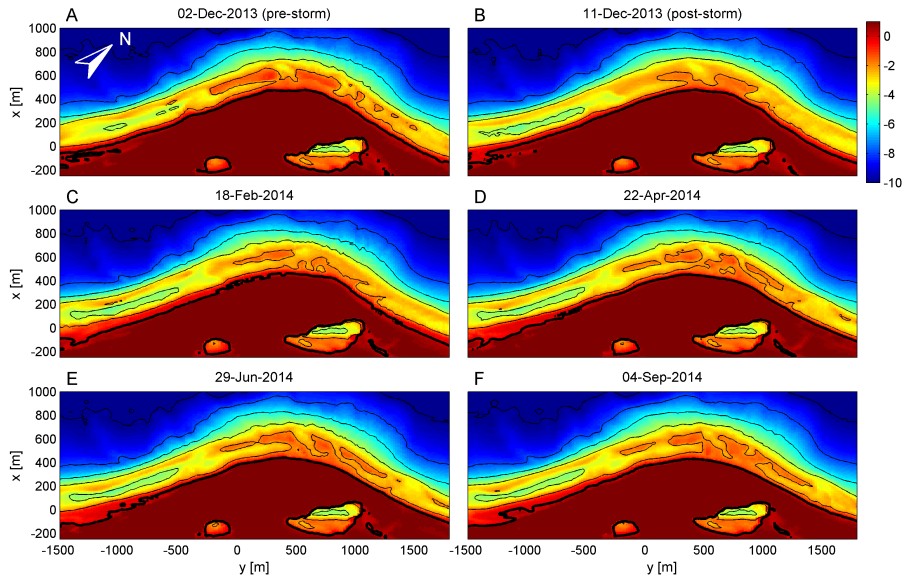 A 02-Dec-2013 (pre-storm)
B 11-Dec-2013 (post-storm)
N
x [m]
1000
800
600
400
200
0
-200
0
-2
-4
-6
-8
-10
C 18-Feb-2014
D 22-Apr-2014
x [m]
1000
800
600
400
200
0
-200
E 29-Jun-2014
F 04-Sep-2014
x [m]
1000
800
600
400
200
0
-200
-1500 -1000 -500 0 500 1000 1500
-1500 -1000 -500 0 500 1000 1500
y [m]
y [m]